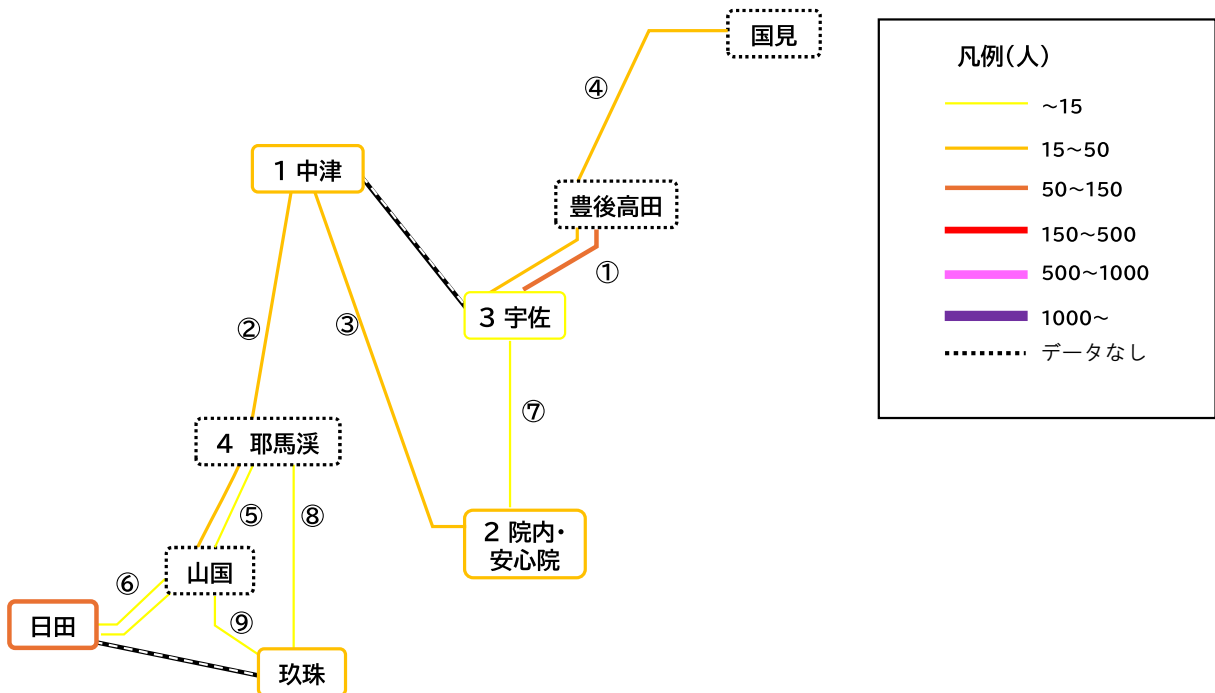 国見
④
1 中津
豊後高田
①
3 宇佐
②
③
⑦
4 耶馬渓
⑤
⑧
2 院内・
安心院
山国
⑥
日田
⑨
玖珠
凡例(人)
～15
15～50
50～150
150～500
500～1000
1000～
データなし